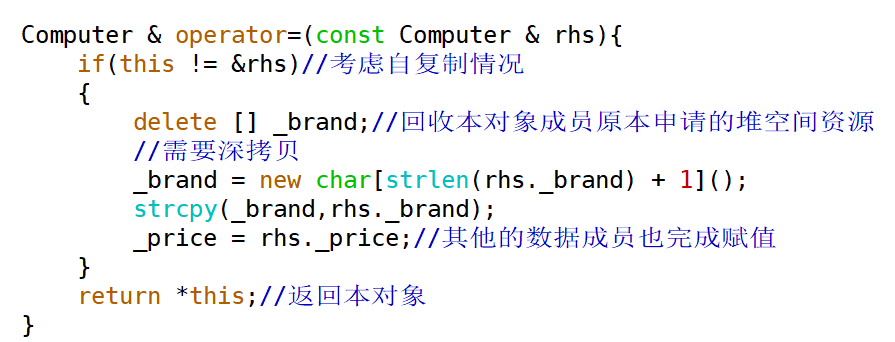 Computer & operator=(const Computer & rhs){
    if(this != &rhs)//考虑自复制情况
    {
        delete [] _brand;//回收本对象成员原本申请的堆空间资源
        //需要深拷贝
        _brand = new char[strlen(rhs._brand) + 1]();
        strcpy(_brand,rhs._brand);
        _price = rhs._price;//其他的数据成员也完成赋值
    }
    return *this;//返回本对象
}